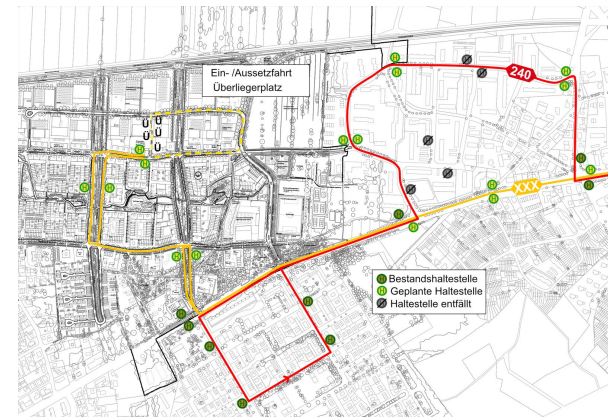 Ein- /Aussetzfahrt
Überliegerplatz
240
XXX
H Bestandshaltestelle
H Geplante Haltestelle
Haltestelle entfällt